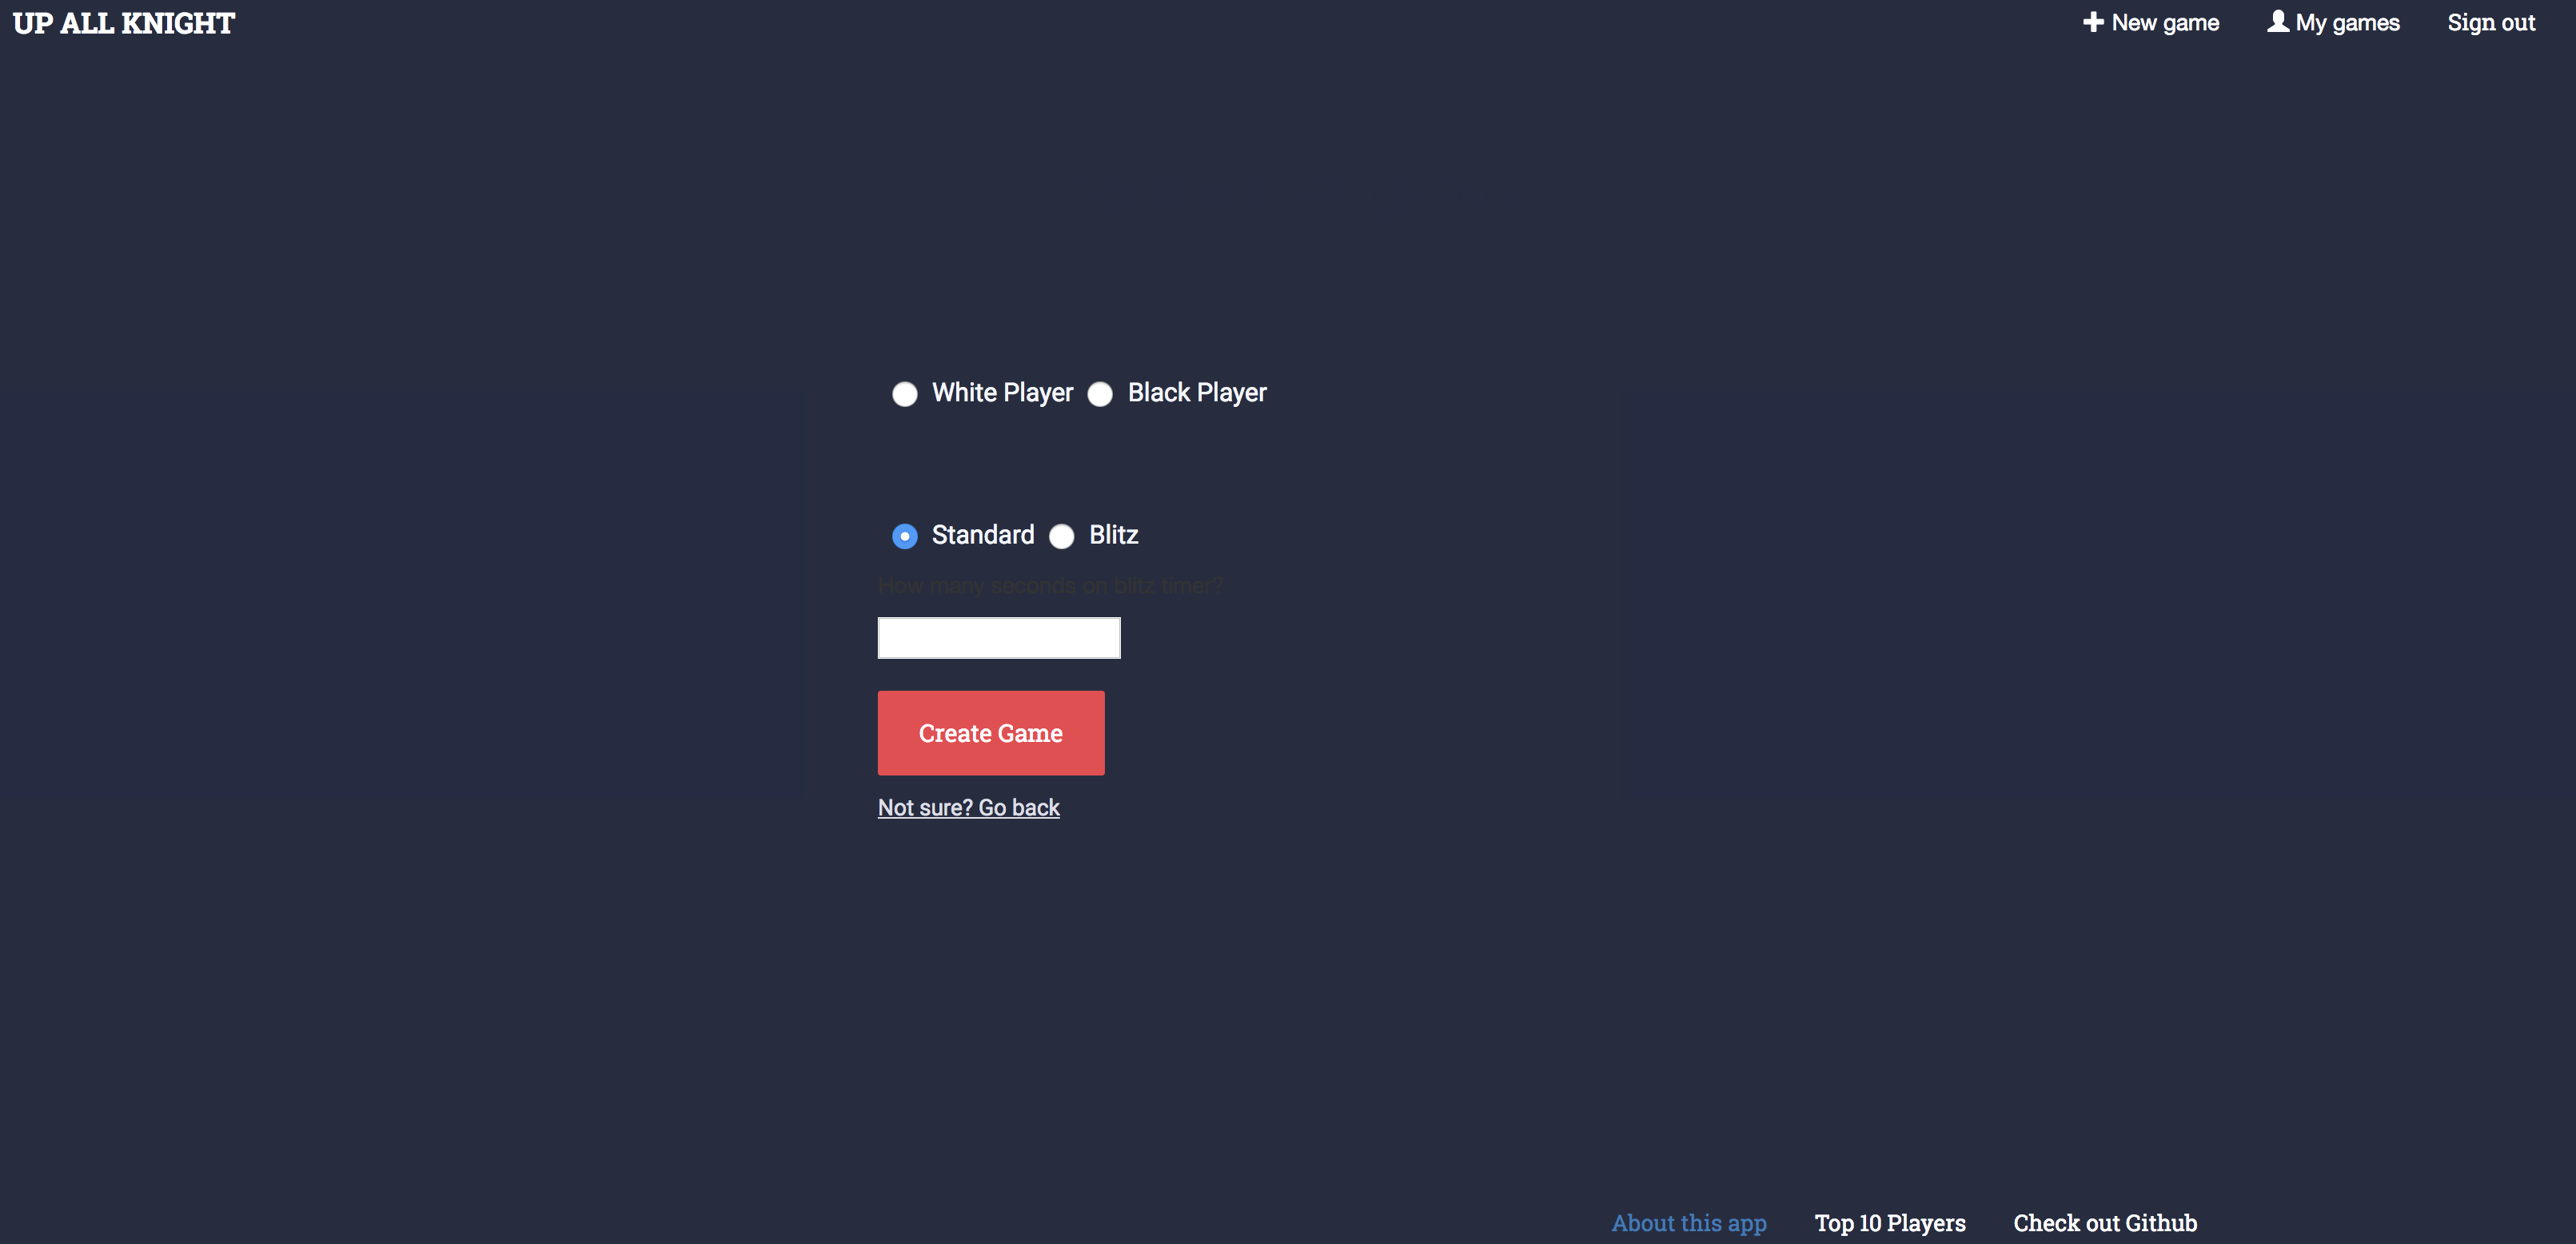 UP ALL KNIGHT
New game My games Sign out
White Player Black Player
Standard Blitz
How many seconds on blitz timer?
Create Game
Not sure? Go back
About this app Top 10 Players Check out Github